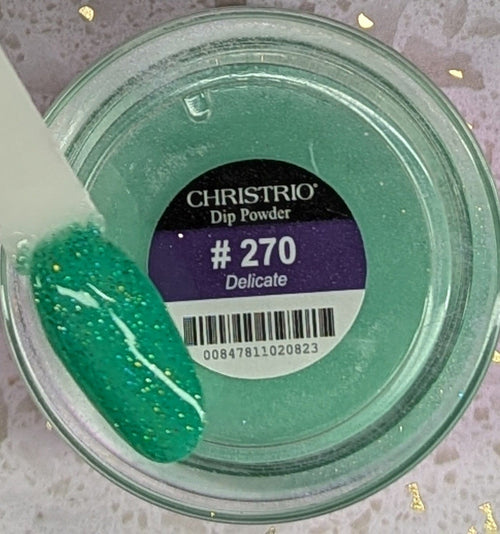 CHRISTRIO®
Dip Powder
# 270
Delicate
00847811020823